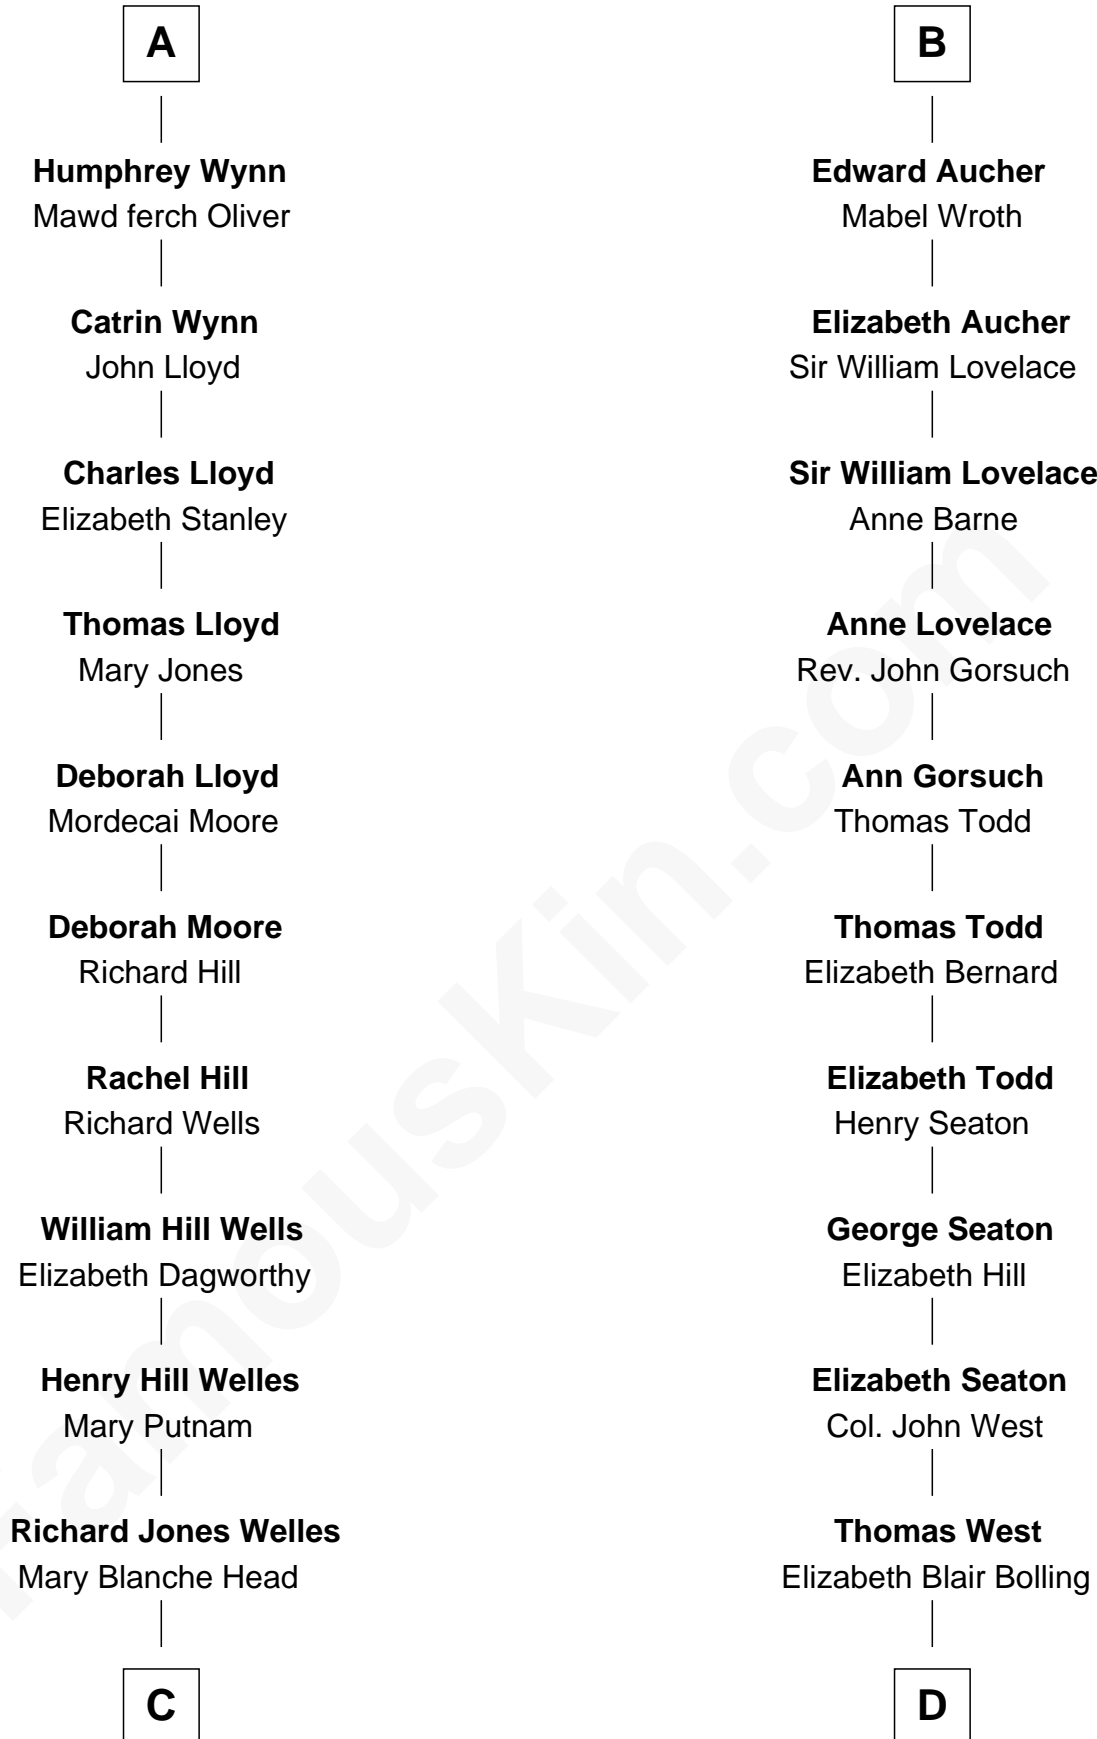 A
Humphrey Wynn
Mawd ferch Oliver
Catrin Wynn
John Lloyd
Charles Lloyd
Elizabeth Stanley
Thomas Lloyd
Mary Jones
Deborah Lloyd
Mordecai Moore
Deborah Moore
Richard Hill
Rachel Hill
Richard Wells
William Hill Wells
Elizabeth Dagworthy
Henry Hill Welles
Mary Putnam
Richard Jones Welles
Mary Blanche Head
C
B
Edward Aucher
Mabel Wroth
Elizabeth Aucher
Sir William Lovelace
Sir William Lovelace
Anne Barne
Anne Lovelace
Rev. John Gorsuch
Ann Gorsuch
Thomas Todd
Thomas Todd
Elizabeth Bernard
Elizabeth Todd
Henry Seaton
George Seaton
Elizabeth Hill
Elizabeth Seaton
Col. John West
Thomas West
Elizabeth Blair Bolling
D
FamousKin.com